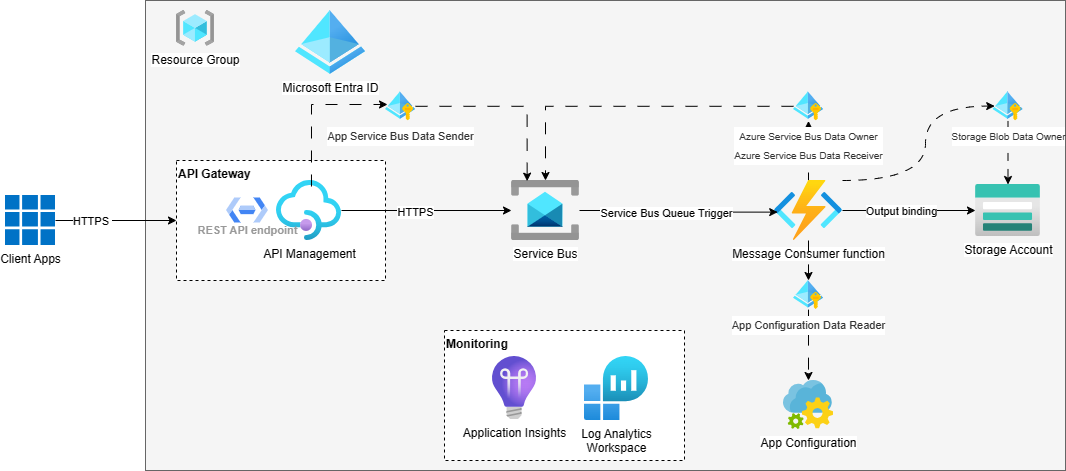 Resource Group
Microsoft Entra ID
App Service Bus Data Sender
Azure Service Bus Data Owner
Azure Service Bus Data Receiver
Storage Blob Data Owner
API Gateway
REST API endpoint
API Management
Client Apps
HTTPS
HTTPS
Service Bus
Service Bus Queue Trigger
Message Consumer function
Output binding
Storage Account
App Configuration Data Reader
App Configuration
Monitoring
Application Insights
Log Analytics
Workspace